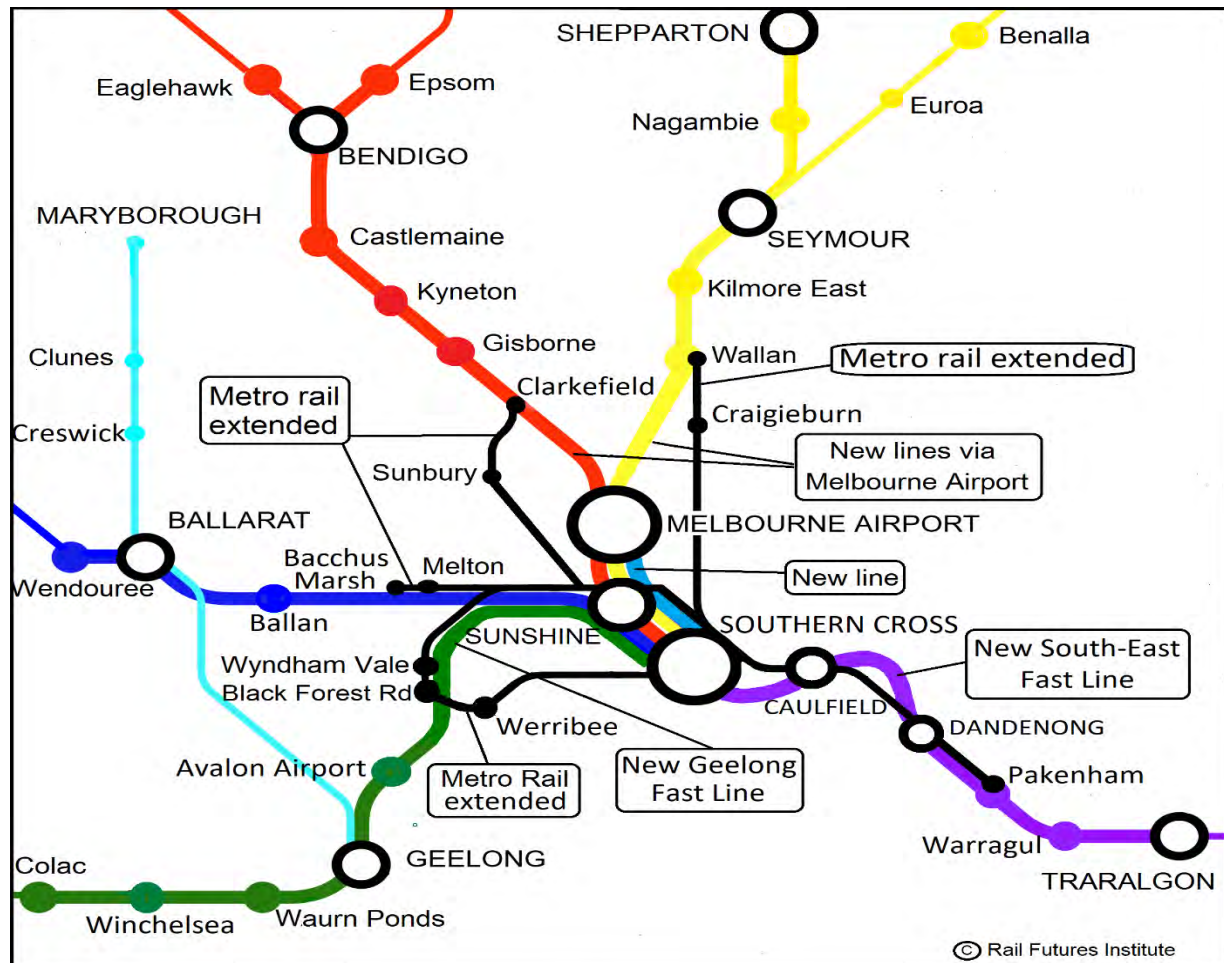 SHEPPARTON
Benalla
Eaglehawk
Epsom
Euroa
Nagambie
BENDIGO
MARYBOROUGH
SEYMOUR
Castlemaine
Kyneton
Kilmore East
Gisborne
Clunes
Wallan
Metro rail extended
Clarkefield
Metro rail
extended
Craigieburn
Creswick
New lines via
Melbourne Airport
Sunbury
BALLARAT
MELBOURNE AIRPORT
Bacchus
Marsh
Melton
New line
Wendouree
Ballan
SUNSHINE
SOUTHERN CROSS
Wyndham Vale
Black Forest Rd
New South-East
Fast Line
CAULFIELD
Werribee
DANDENONG
Avalon Airport
Metro Rail
extended
New Geelong
Fast Line
Pakenham
Warragul
GEELONG
Colac
TRARALGON
Winchelsea
Waurn Ponds
© Rail Futures Institute